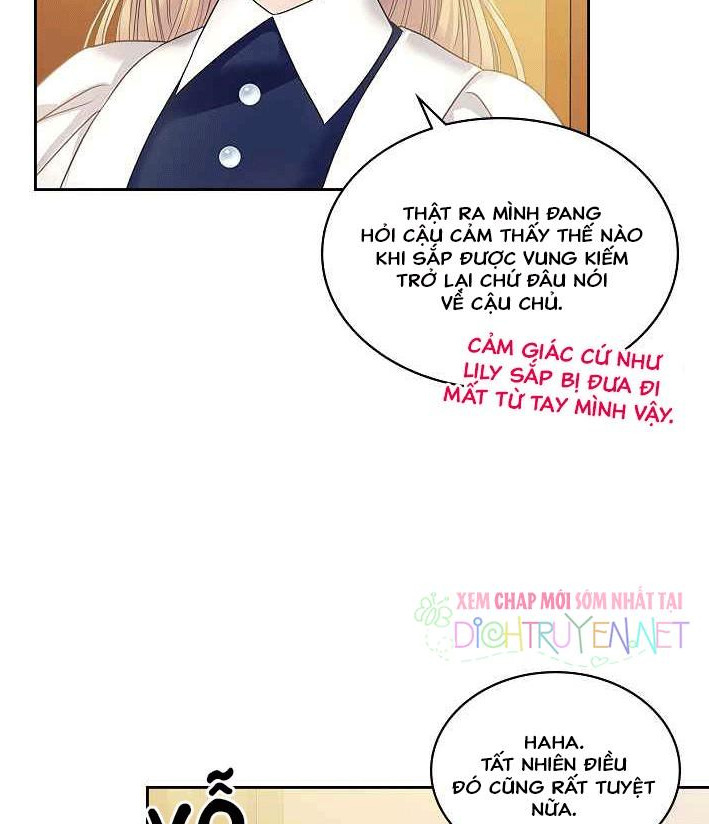 THẬT RA MÌNH ĐANG
HỎI CẬU CẢM THẤY THẾ NÀO
KHI SẮP ĐƯỢC VUNG KIẾM
TRỞ LẠI CHỨ ĐÂU NÓI
VỀ CẬU CHỦ.
CẢM GIÁC CỨ NHƯ
LILY SẮP BỊ ĐƯA ĐI
MẤT TỪ TAY MÌNH VẬY.
XEM CHAP MỚI SỚM NHẤT TẠI
DICHTRUYEN.NET
HAHA.
TẤT NHIÊN ĐIỀU
ĐÓ CŨNG RẤT TUYỆT
NỮA.
VỖ